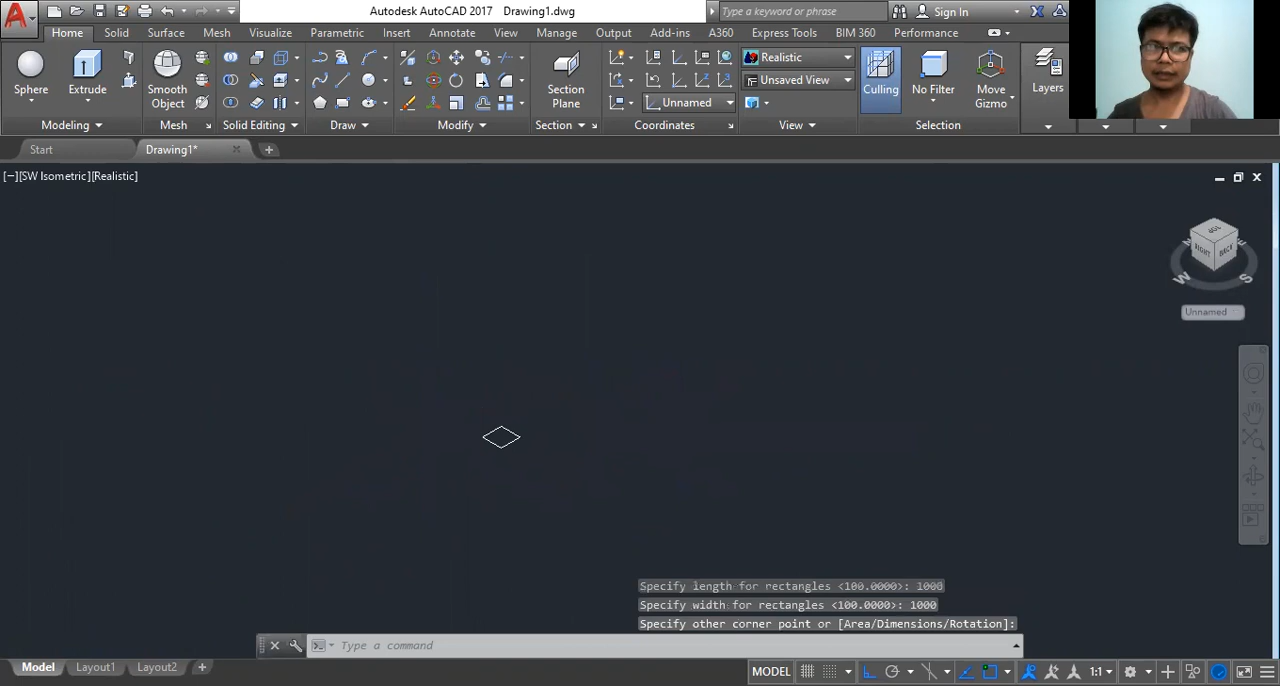 Autodesk AutoCAD 2017 Drawing1.dwg
Type a keyword or phrase
Sign In
Home Solid Surface Mesh Visualize Parametric Insert Annotate View Manage Output Add-ins A360 Express Tools BIM 360 Performance
Sphere
Extrude
Smooth
Object
Section
Plane
Realistic
Unsaved View
Unnamed
Culling
No Filter
Move
Gizmo
Layers
Modeling Mesh Solid Editing Draw Modify Section Coordinates View Selection
Start Drawing1*
[−][SW Isometric][Realistic]
RIGHT
BACK
W
S
Unnamed
Specify length for rectangles <100.0000>: 1000
Specify width for rectangles <100.0000>: 1000
Specify other corner point or [Area/Dimensions/Rotation]:
Type a command
Model Layout1 Layout2 +
MODEL
1:1